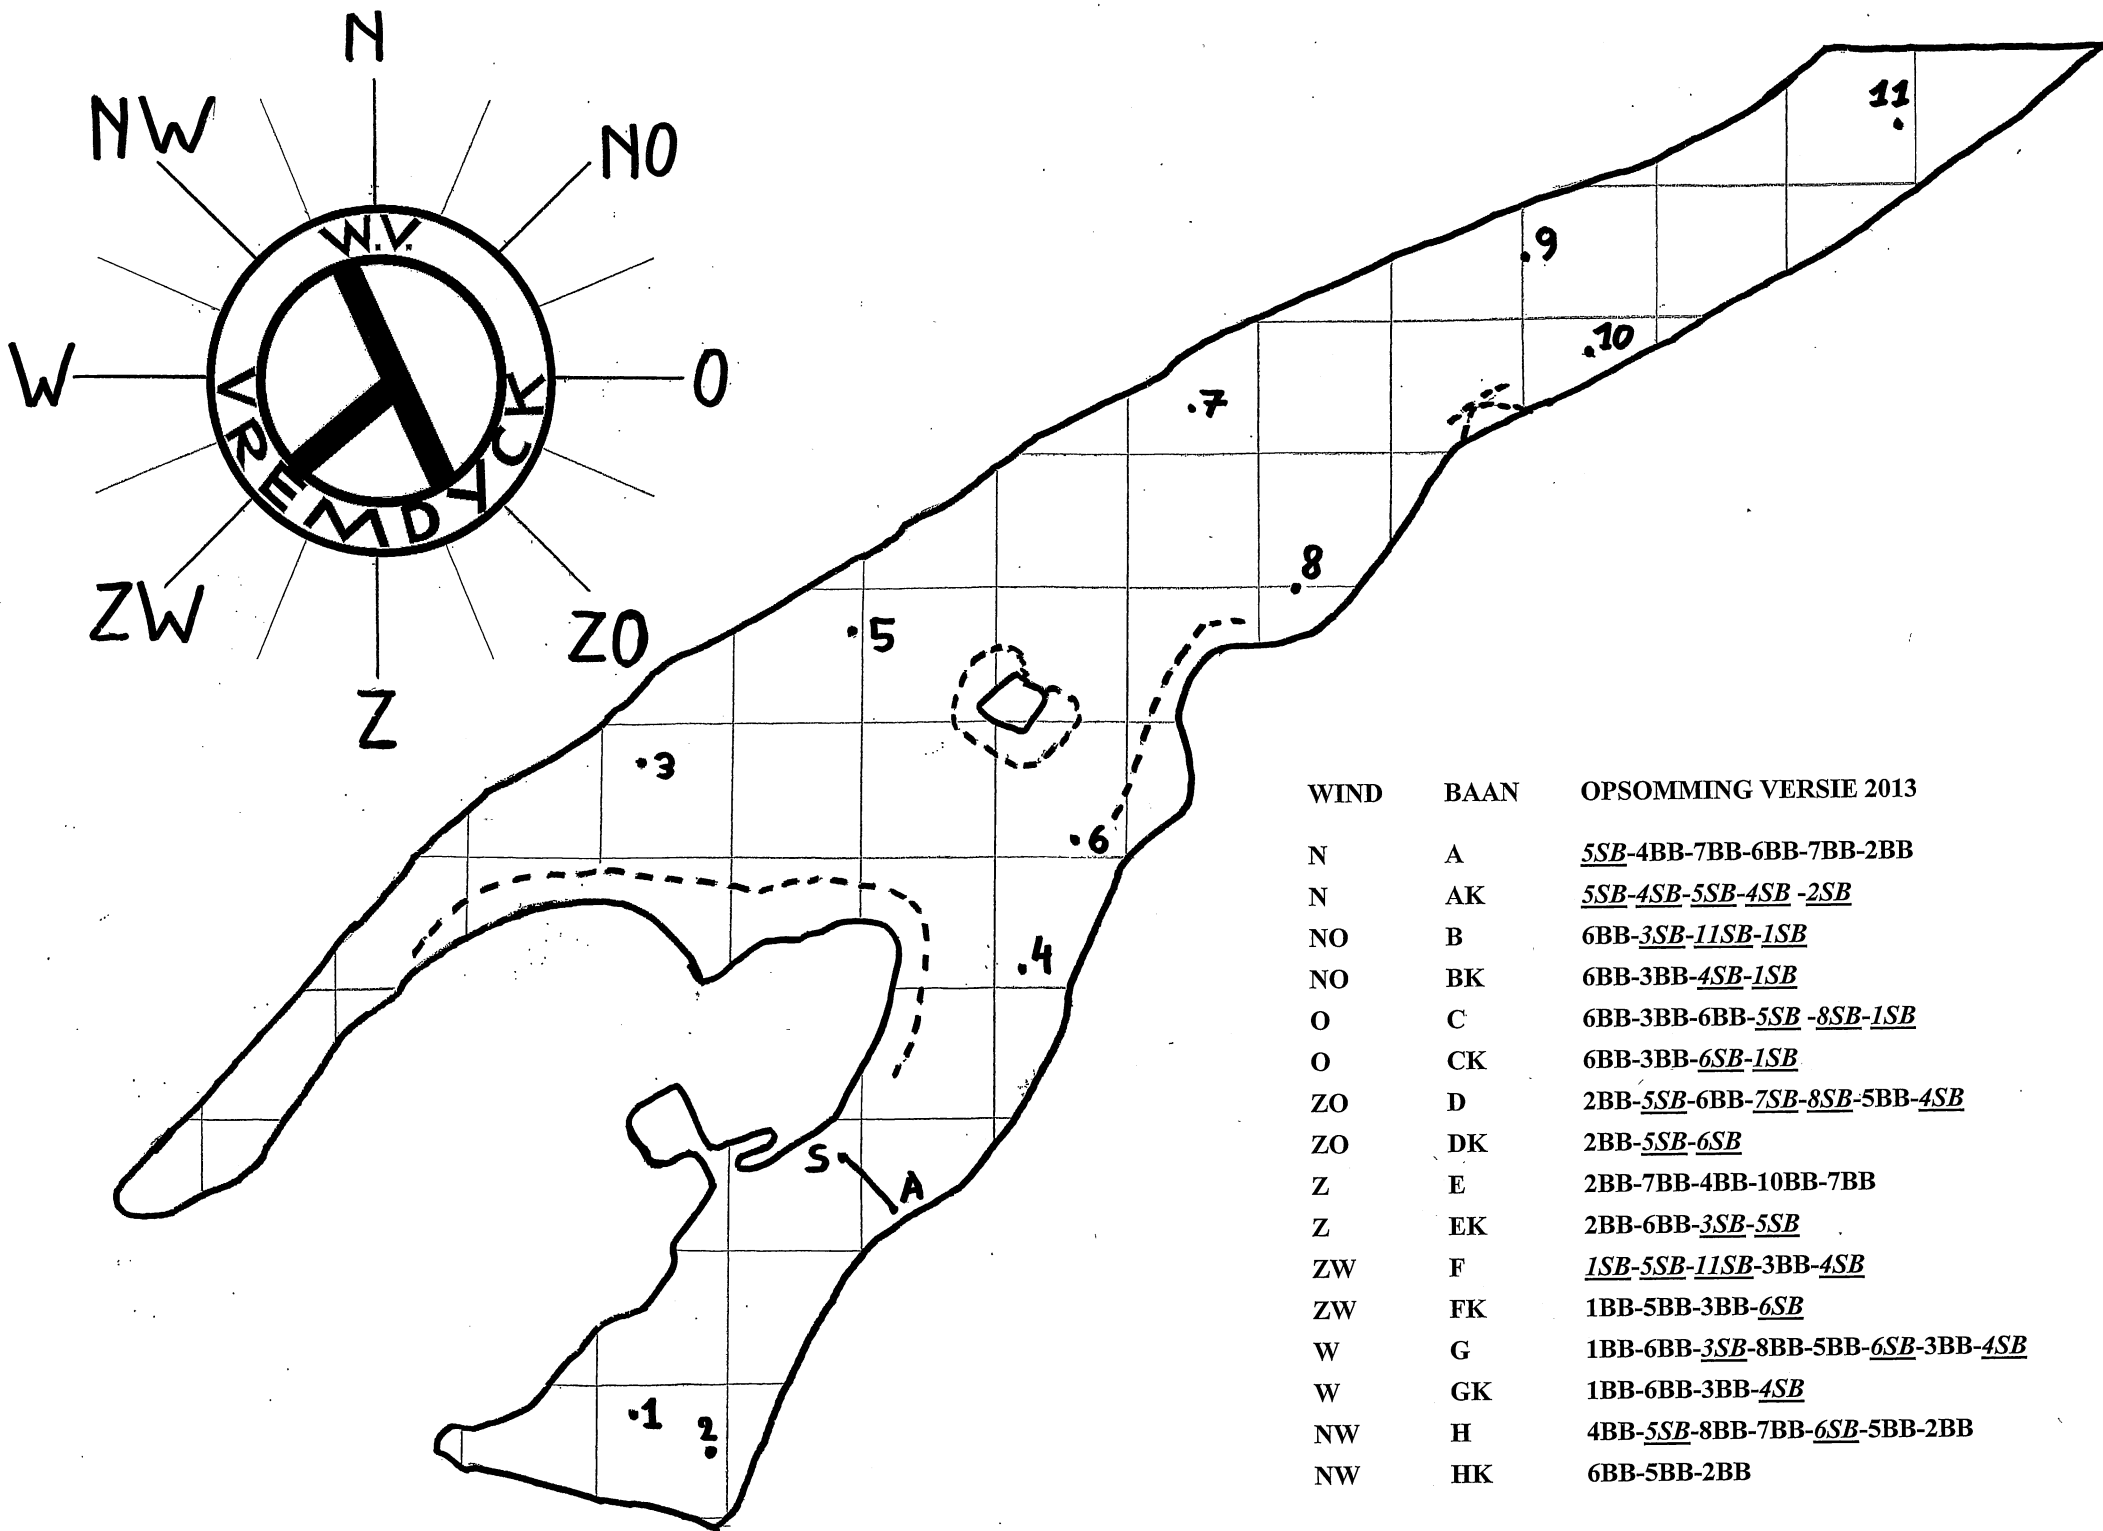 N
NW
NO
W.V.
W
O
VREMDYCK
ZW
ZO
Z
11
9
10
7
8
5
3
6
4
S
A
1
2
WIND BAAN OPSOMMING VERSIE 2013
N A 5SB-4BB-7BB-6BB-7BB-2BB
N AK 5SB-4SB-5SB-4SB -2SB
NO B 6BB-3SB-11SB-1SB
NO BK 6BB-3BB-4SB-1SB
O C 6BB-3BB-6BB-5SB -8SB-1SB
O CK 6BB-3BB-6SB-1SB
ZO D 2BB-5SB-6BB-7SB-8SB-5BB-4SB
ZO DK 2BB-5SB-6SB
Z E 2BB-7BB-4BB-10BB-7BB
Z EK 2BB-6BB-3SB-5SB
ZW F 1SB-5SB-11SB-3BB-4SB
ZW FK 1BB-5BB-3BB-6SB
W G 1BB-6BB-3SB-8BB-5BB-6SB-3BB-4SB
W GK 1BB-6BB-3BB-4SB
NW H 4BB-5SB-8BB-7BB-6SB-5BB-2BB
NW HK 6BB-5BB-2BB